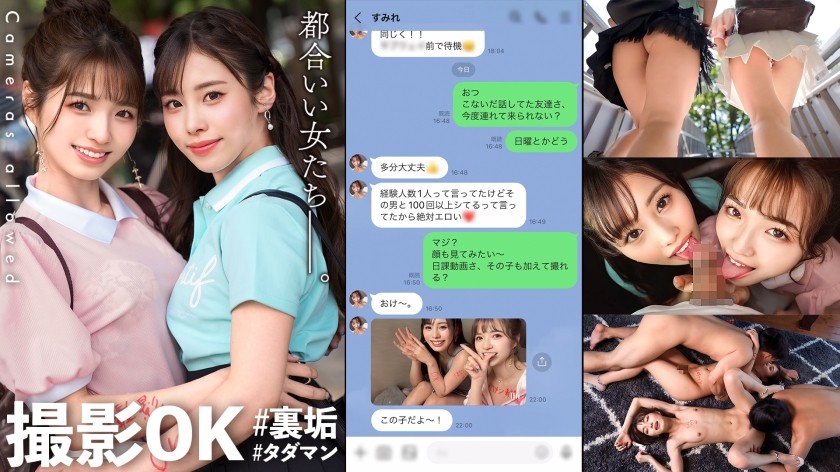 都合いい女たち──。
Cameras allowed
撮影OK
#裏垢
#タダマン
すみれ
同じく！！
前で待機
16:04
今日
おつ
こないだ話してた友達さ、
今度連れて来られない？
既読
16:48
日曜とかどう
既読
16:48
多分大丈夫
16:48
経験人数1人って言ってたけどそ
の男と100回以上シてるって言っ
てたから絶対エロい
16:49
マジ？
顔も見てみたい〜
日課動画さ、その子も加えて撮れ
る？
既読
16:50
おけ〜。
16:50
22:00
この子だよ〜！
22:00